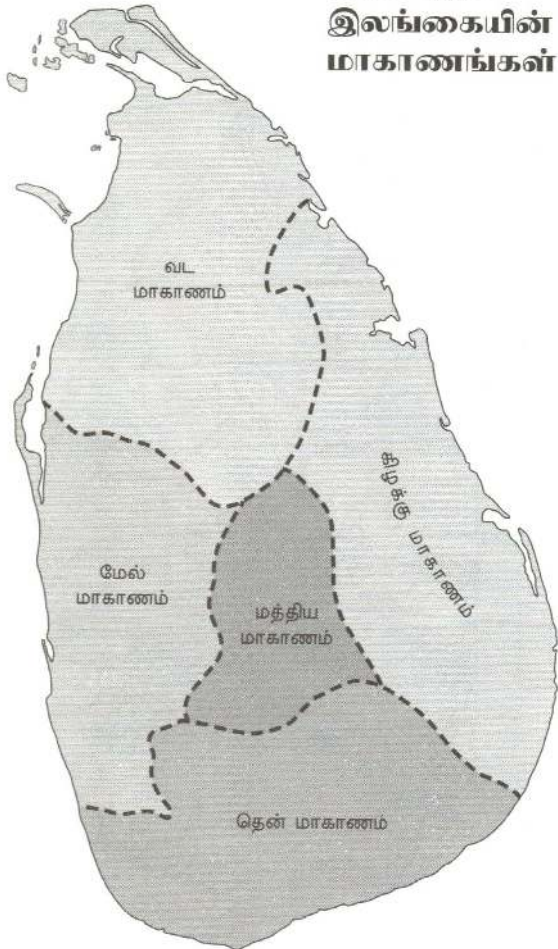 இலங்கையின்
மாகாணங்கள்
வட
மாகாணம்
கிழக்கு மாகாணம்
மேல்
மாகாணம்
மத்திய
மாகாணம்
தென் மாகாணம்